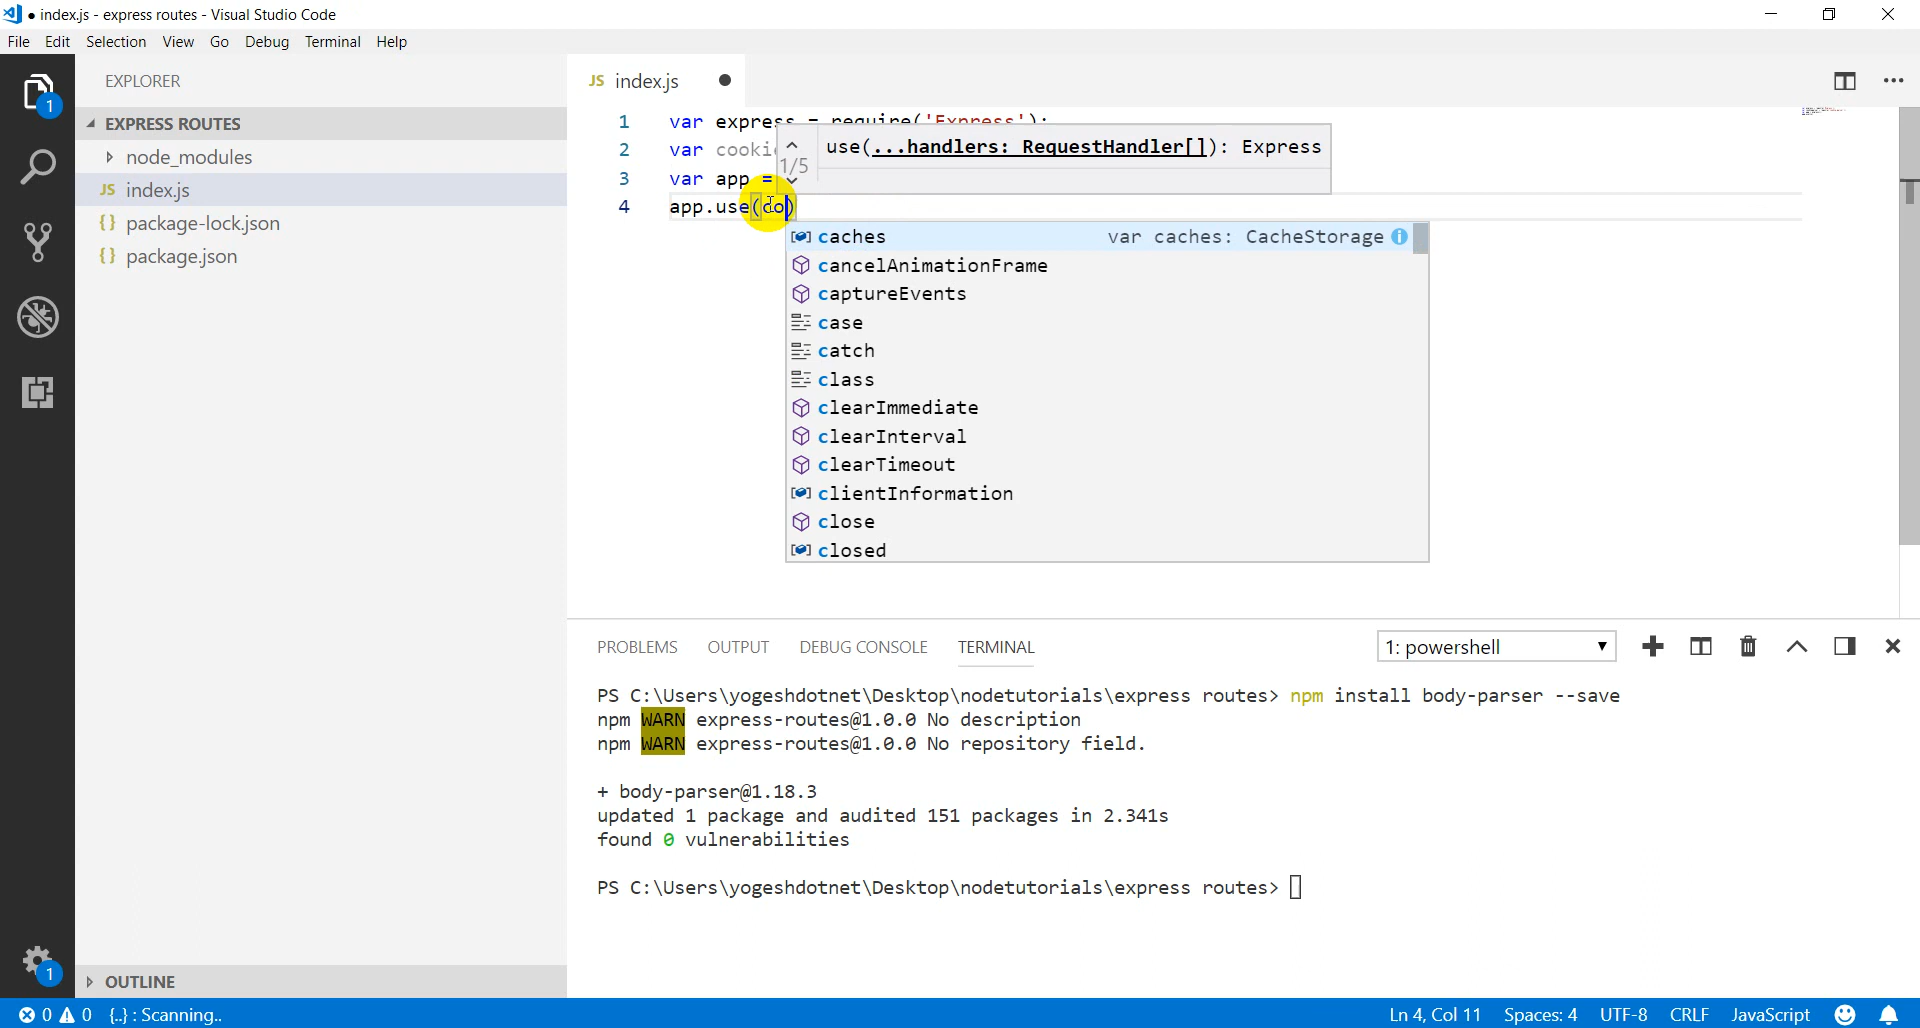 ● index.js - express routes - Visual Studio Code
File Edit Selection View Go Debug Terminal Help
1
EXPLORER
EXPRESS ROUTES
node_modules
JS index.js
{} package-lock.json
{} package.json
OUTLINE
1
JS index.js ●
1 var express = require('Express');
2 var cooki
3 var app =
4 app.use(co)
1/5
use(...handlers: RequestHandler[]): Express
caches var caches: CacheStorage
cancelAnimationFrame
captureEvents
case
catch
class
clearImmediate
clearInterval
clearTimeout
clientInformation
close
closed
PROBLEMS OUTPUT DEBUG CONSOLE TERMINAL 1: powershell
PS C:\Users\yogeshdotnet\Desktop\nodetutorials\express routes> npm install body-parser --save
npm WARN express-routes@1.0.0 No description
npm WARN express-routes@1.0.0 No repository field.
+ body-parser@1.18.3
updated 1 package and audited 151 packages in 2.341s
found 0 vulnerabilities
PS C:\Users\yogeshdotnet\Desktop\nodetutorials\express routes>
0 0 {..} : Scanning.. Ln 4, Col 11 Spaces: 4 UTF-8 CRLF JavaScript